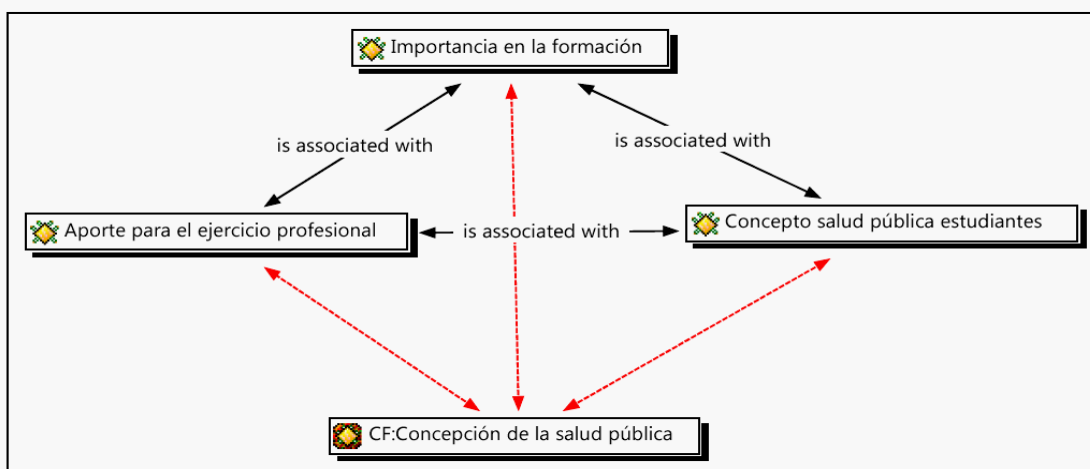 Importancia en la formación
is associated with
is associated with
Aporte para el ejercicio profesional
is associated with
Concepto salud pública estudiantes
CF:Concepción de la salud pública